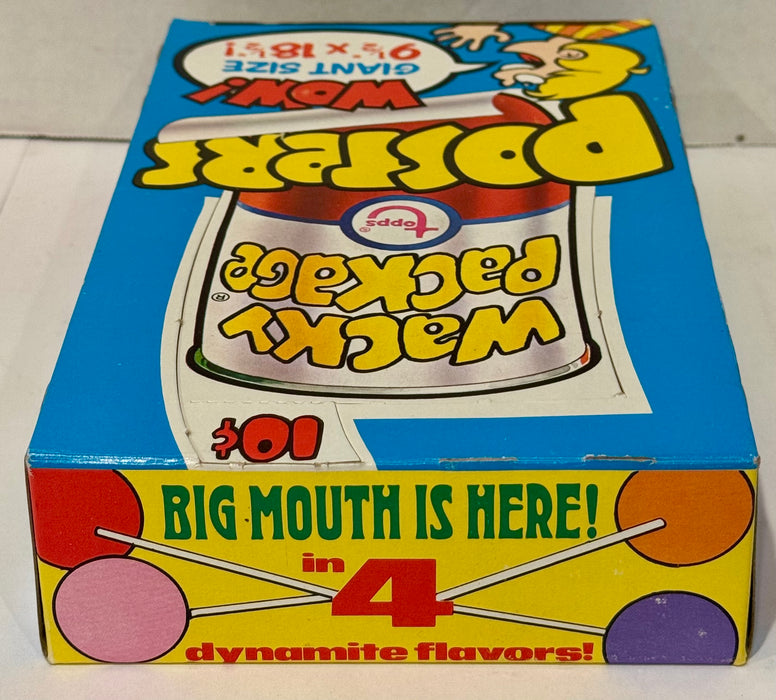 WOW!
GIANT SIZE
9½" x 18½"!
POSTERS
topps®
WACKY
PACKAGE®
10¢
BIG MOUTH IS HERE!
in 4
dynamite flavors!